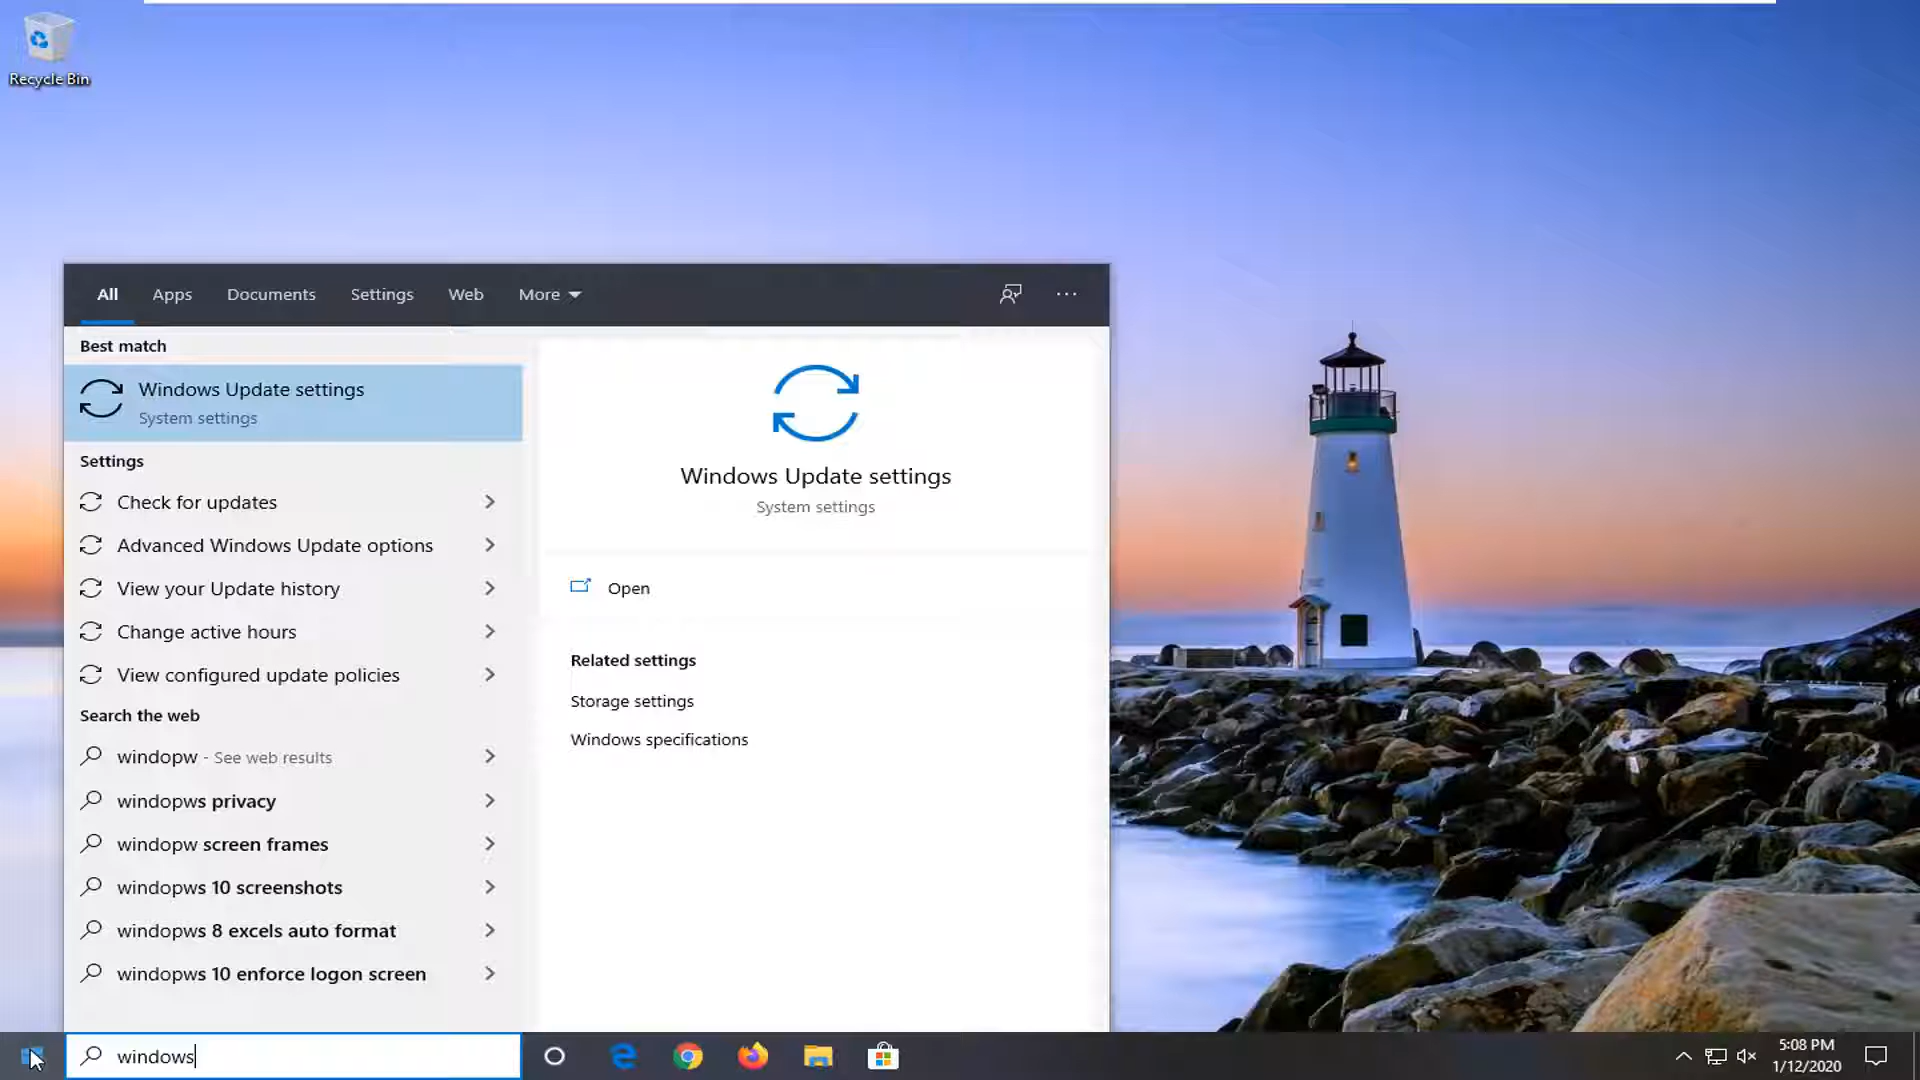 Recycle Bin
All Apps Documents Settings Web More
Best match
Windows Update settings
System settings
Settings
Check for updates
Advanced Windows Update options
View your Update history
Change active hours
View configured update policies
Search the web
windopw - See web results
windopws privacy
windopw screen frames
windopws 10 screenshots
windopws 8 excels auto format
windopws 10 enforce logon screen
Windows Update settings
System settings
Open
Related settings
Storage settings
Windows specifications
windows
5:08 PM
1/12/2020